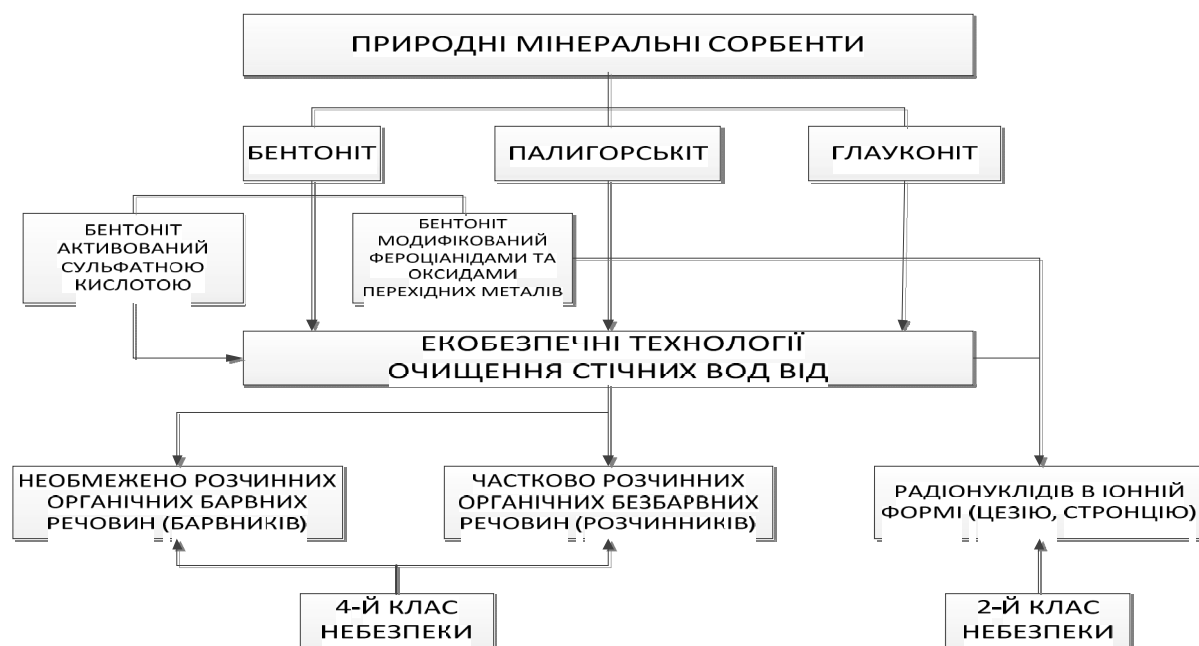 ПРИРОДНІ МІНЕРАЛЬНІ СОРБЕНТИ
БЕНТОНІТ
ПАЛИГОРСЬКІТ
ГЛАУКОНІТ
БЕНТОНІТ
АКТИВОВАНИЙ
СУЛЬФАТНОЮ
КИСЛОТОЮ
БЕНТОНІТ
МОДИФІКОВАНИЙ
ФЕРОЦІАНІДАМИ ТА
ОКСИДАМИ
ПЕРЕХІДНИХ МЕТАЛІВ
ЕКОБЕЗПЕЧНІ ТЕХНОЛОГІЇ
ОЧИЩЕННЯ СТІЧНИХ ВОД ВІД
НЕОБМЕЖЕНО РОЗЧИННИХ
ОРГАНІЧНИХ БАРВНИХ
РЕЧОВИН (БАРВНИКІВ)
ЧАСТКОВО РОЗЧИННИХ
ОРГАНІЧНИХ БЕЗБАРВНИХ
РЕЧОВИН (РОЗЧИННИКІВ)
РАДІОНУКЛІДІВ В ІОННІЙ
ФОРМІ (ЦЕЗІЮ, СТРОНЦІЮ)
4-Й КЛАС
НЕБЕЗПЕКИ
2-Й КЛАС
НЕБЕЗПЕКИ